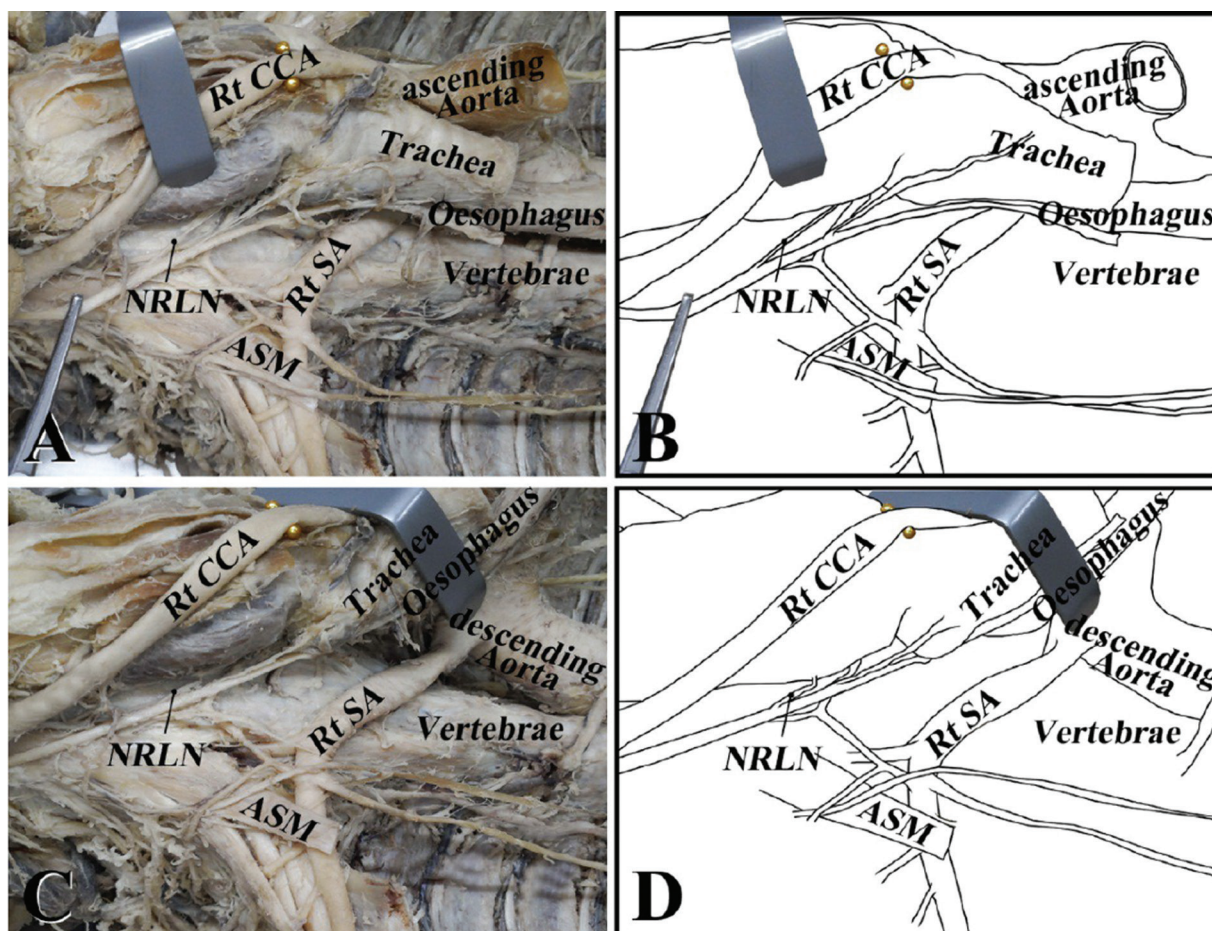 Rt CCA
ascending
Aorta
Trachea
Oesophagus
Rt SA
Vertebrae
NRLN
ASM
A
Rt CCA
ascending
Aorta
Trachea
Oesophagus
Rt SA
Vertebrae
NRLN
ASM
B
Rt CCA
Trachea
Oesophagus
descending
Aorta
Rt SA
Vertebrae
NRLN
ASM
C
Rt CCA
Trachea
Oesophagus
descending
Aorta
Rt SA
Vertebrae
NRLN
ASM
D